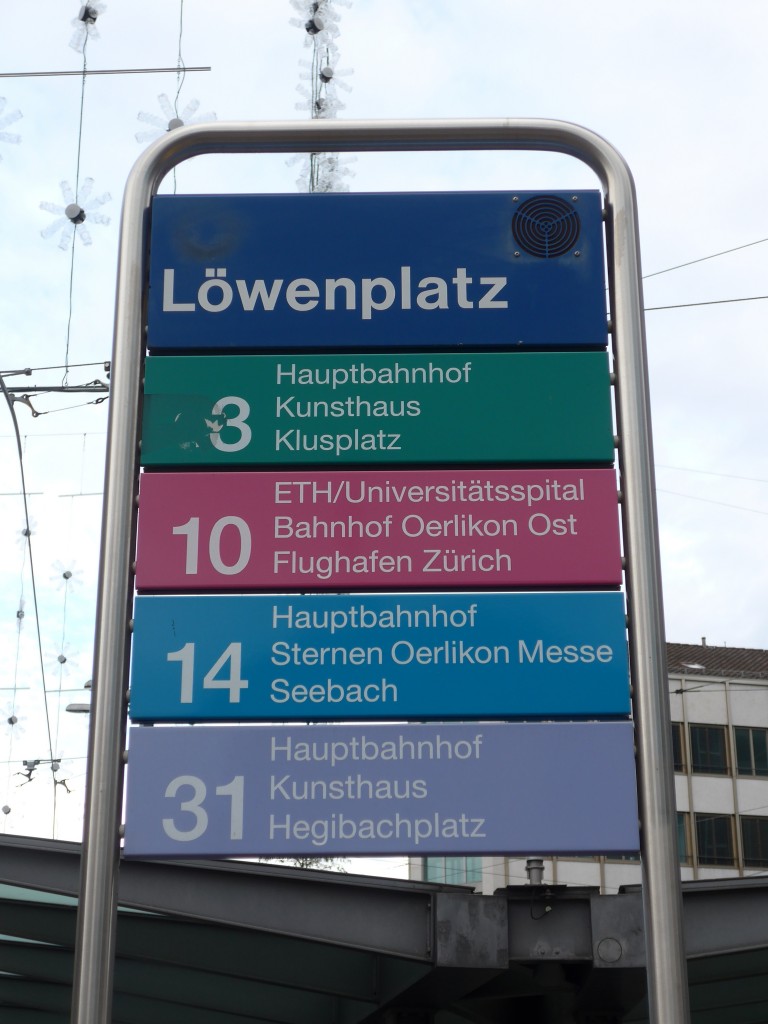 Löwenplatz
3
Hauptbahnhof
Kunsthaus
Klusplatz
10
ETH/Universitätsspital
Bahnhof Oerlikon Ost
Flughafen Zürich
14
Hauptbahnhof
Sternen Oerlikon Messe
Seebach
31
Hauptbahnhof
Kunsthaus
Hegibachplatz